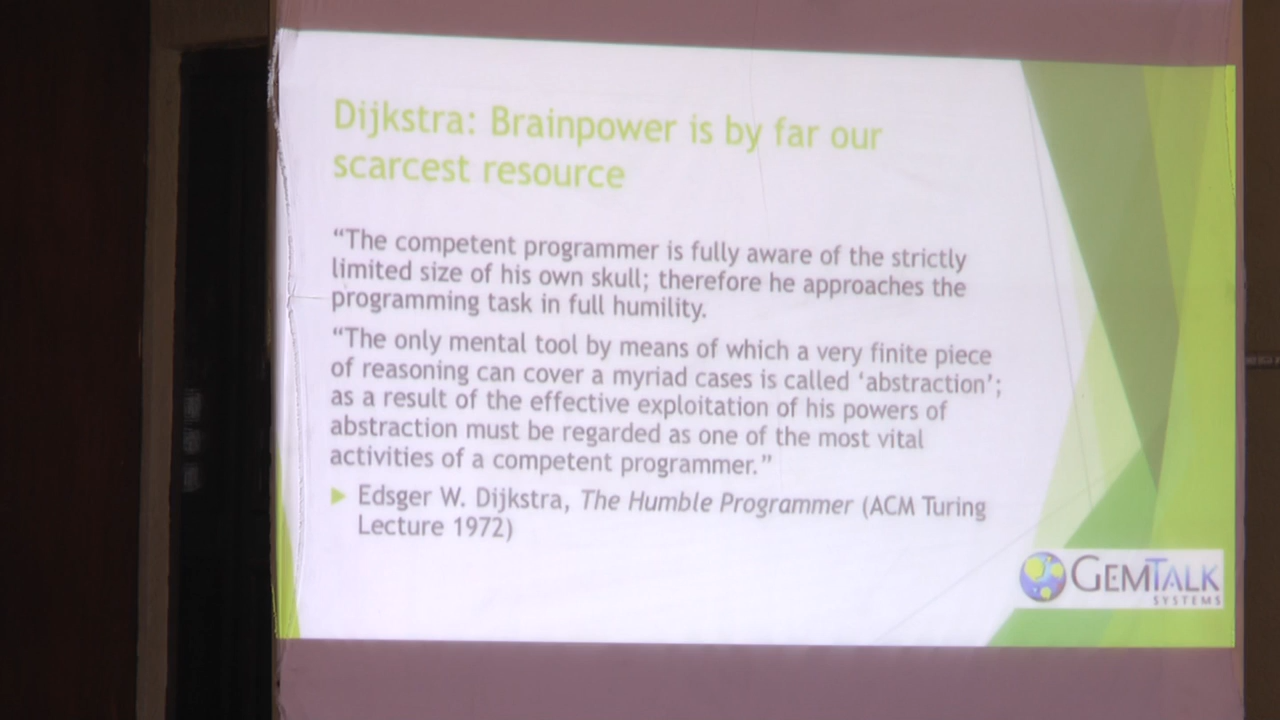 Dijkstra: Brainpower is by far our
scarcest resource
“The competent programmer is fully aware of the strictly
limited size of his own skull; therefore he approaches the
programming task in full humility.
“The only mental tool by means of which a very finite piece
of reasoning can cover a myriad cases is called ‘abstraction’;
as a result of the effective exploitation of his powers of
abstraction must be regarded as one of the most vital
activities of a competent programmer.”
Edsger W. Dijkstra, The Humble Programmer (ACM Turing
Lecture 1972)
GEMTALK
SYSTEMS